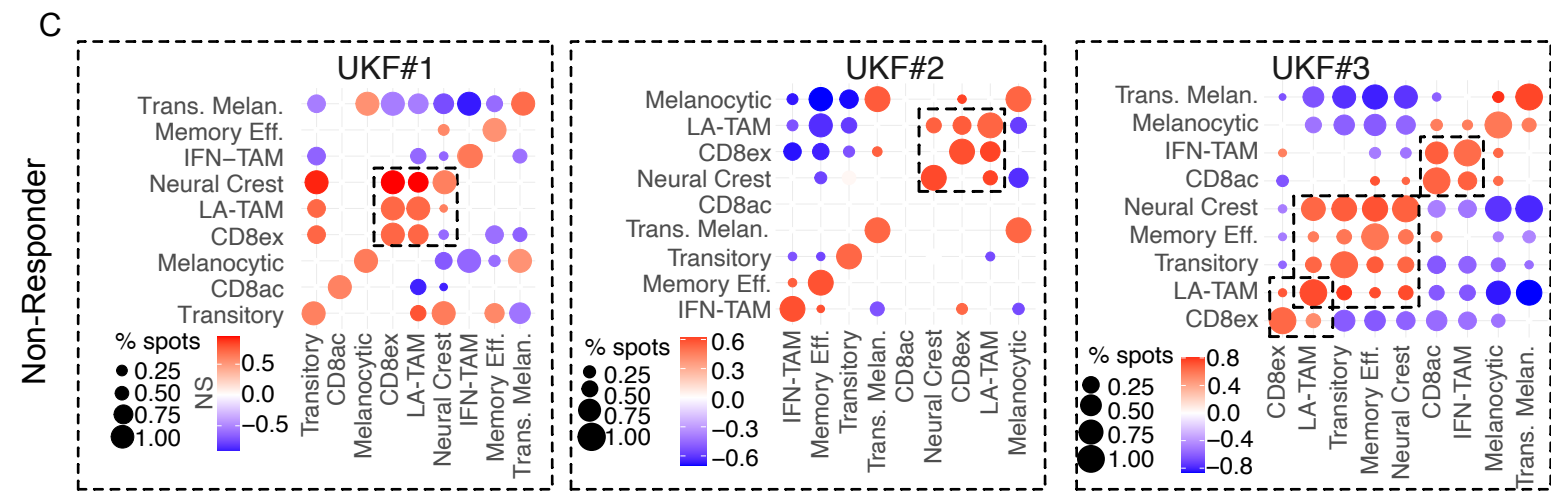 C
Non-Responder
UKF#1
Trans. Melan.
Memory Eff.
IFN−TAM
Neural Crest
LA-TAM
CD8ex
Melanocytic
CD8ac
Transitory
Transitory
CD8ac
Melanocytic
CD8ex
LA-TAM
Neural Crest
IFN-TAM
Memory Eff.
Trans. Melan.
% spots
0.25
0.50
0.75
1.00
NS
0.5
0.0
−0.5
UKF#2
Melanocytic
LA-TAM
CD8ex
Neural Crest
CD8ac
Trans. Melan.
Transitory
Memory Eff.
IFN-TAM
IFN-TAM
Memory Eff.
Transitory
Trans. Melan.
CD8ac
Neural Crest
CD8ex
LA-TAM
Melanocytic
% spots
0.25
0.50
0.75
1.00
0.6
0.3
0.0
−0.3
−0.6
UKF#3
Trans. Melan.
Melanocytic
IFN-TAM
CD8ac
Neural Crest
Memory Eff.
Transitory
LA-TAM
CD8ex
CD8ex
LA-TAM
Transitory
Memory Eff.
Neural Crest
CD8ac
IFN-TAM
Melanocytic
Trans. Melan.
% spots
0.25
0.50
0.75
1.00
0.8
0.4
0.0
−0.4
−0.8